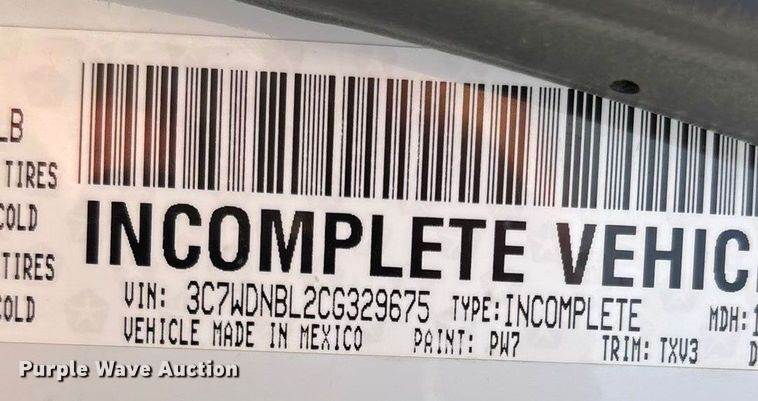 LB
TIRES
COLD
TIRES
COLD
INCOMPLETE VEHIC
VIN: 3C7WDNBL2CG329675 TYPE: INCOMPLETE MDH: 1
VEHICLE MADE IN MEXICO PAINT: PW7 TRIM: TXV3 D
Purple Wave Auction